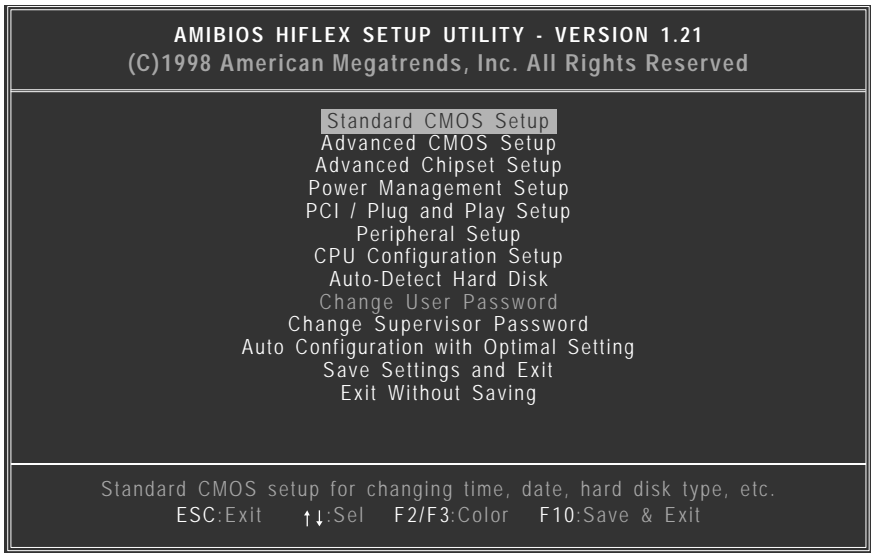 AMIBIOS HIFLEX SETUP UTILITY - VERSION 1.21
(C)1998 American Megatrends, Inc. All Rights Reserved
Standard CMOS Setup
Advanced CMOS Setup
Advanced Chipset Setup
Power Management Setup
PCI / Plug and Play Setup
Peripheral Setup
CPU Configuration Setup
Auto-Detect Hard Disk
Change User Password
Change Supervisor Password
Auto Configuration with Optimal Setting
Save Settings and Exit
Exit Without Saving
Standard CMOS setup for changing time, date, hard disk type, etc.
ESC:Exit ↑↓:Sel F2/F3:Color F10:Save & Exit